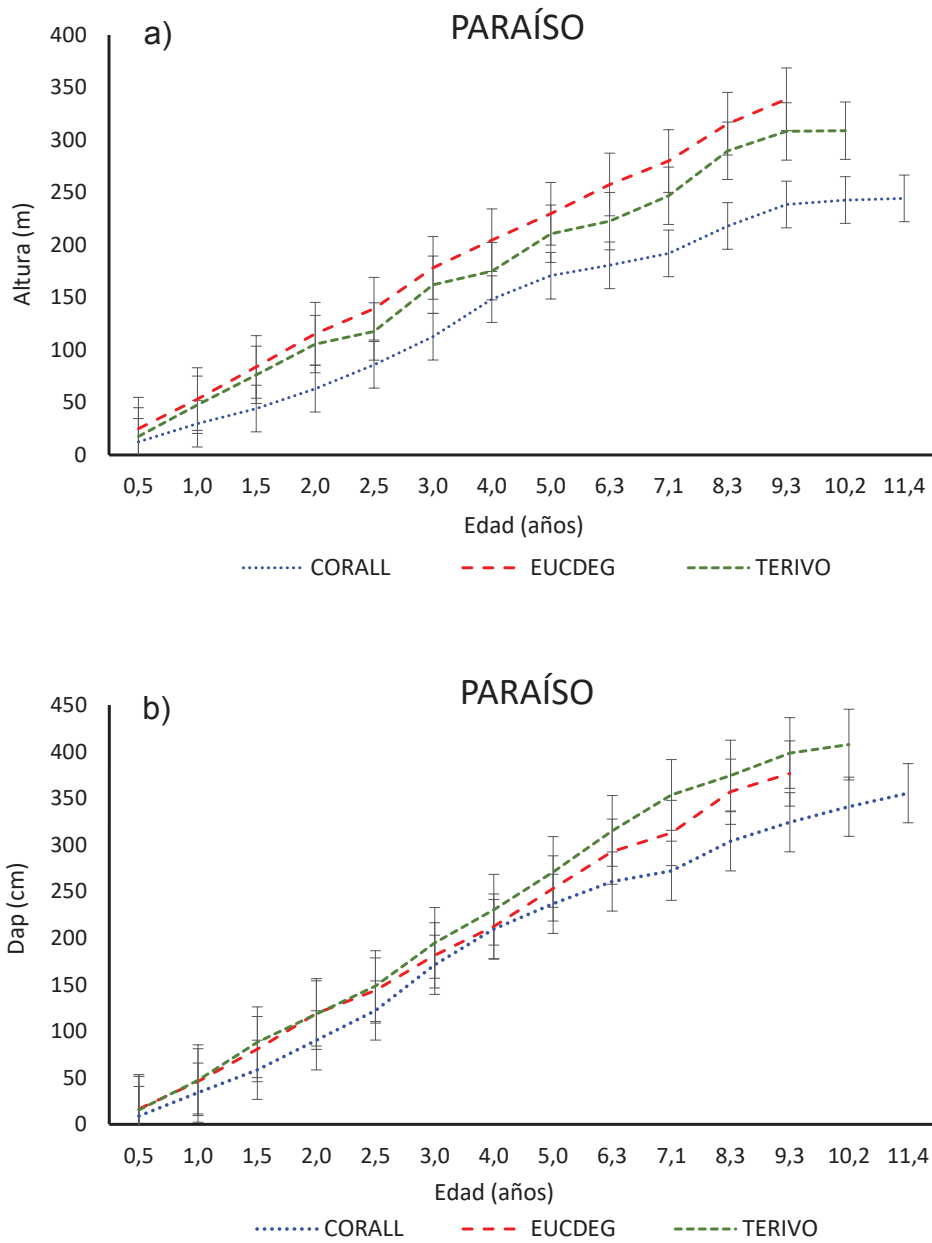 a)
PARAÍSO
400
350
300
250
200
150
100
50
0
Altura (m)
0,5 1,0 1,5 2,0 2,5 3,0 4,0 5,0 6,3 7,1 8,3 9,3 10,2 11,4
Edad (años)
CORALL EUCDEG TERIVO
b)
PARAÍSO
450
400
350
300
250
200
150
100
50
0
Dap (cm)
0,5 1,0 1,5 2,0 2,5 3,0 4,0 5,0 6,3 7,1 8,3 9,3 10,2 11,4
Edad (años)
CORALL EUCDEG TERIVO